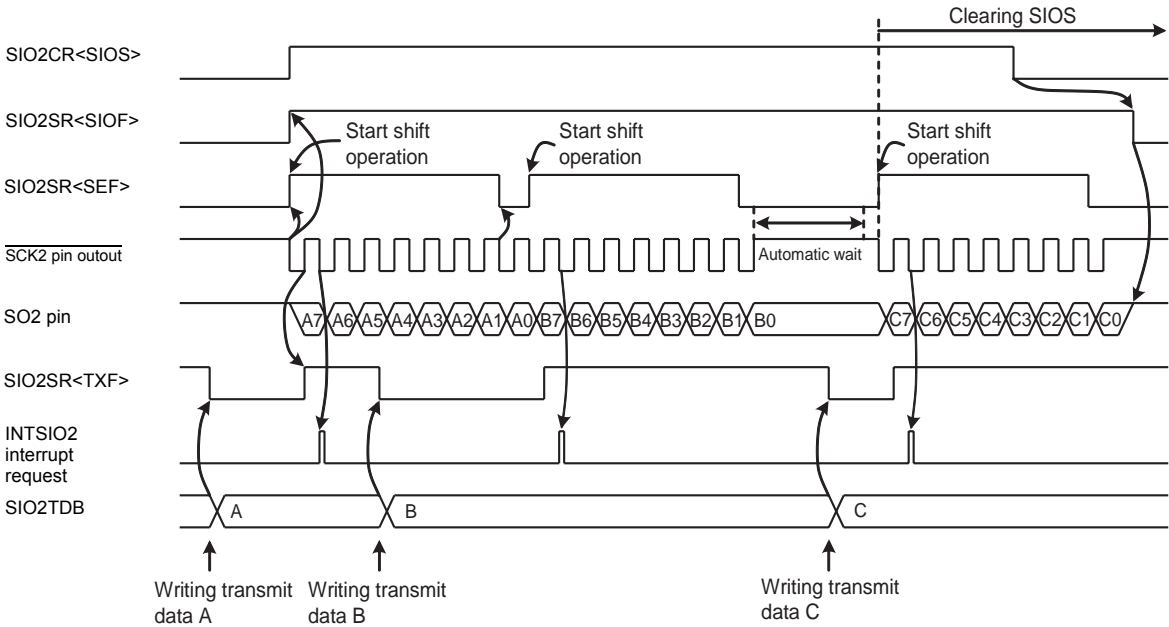 Clearing SIOS
SIO2CR<SIOS>
SIO2SR<SIOF>
Start shift
operation
Start shift
operation
Start shift
operation
SIO2SR<SEF>
SCK2 pin outout
Automatic wait
SO2 pin
A7 A6 A5 A4 A3 A2 A1 A0 B7 B6 B5 B4 B3 B2 B1 B0 C7 C6 C5 C4 C3 C2 C1 C0
SIO2SR<TXF>
INTSIO2
interrupt
request
SIO2TDB
A B C
Writing transmit
data A
Writing transmit
data B
Writing transmit
data C